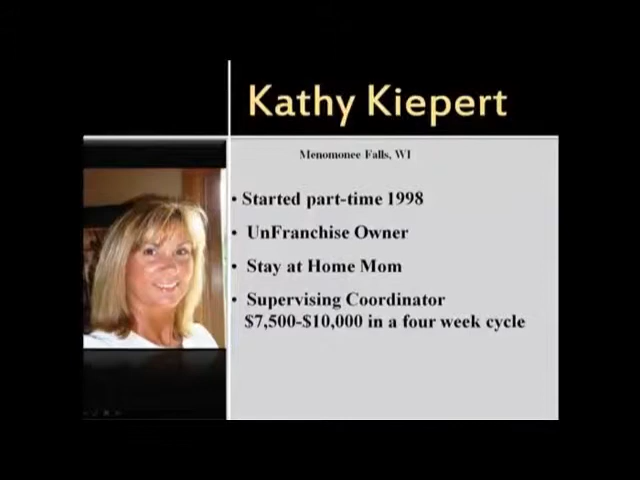 Kathy Kiepert
Menomonee Falls, WI
• Started part-time 1998
• UnFranchise Owner
• Stay at Home Mom
• Supervising Coordinator
$7,500-$10,000 in a four week cycle